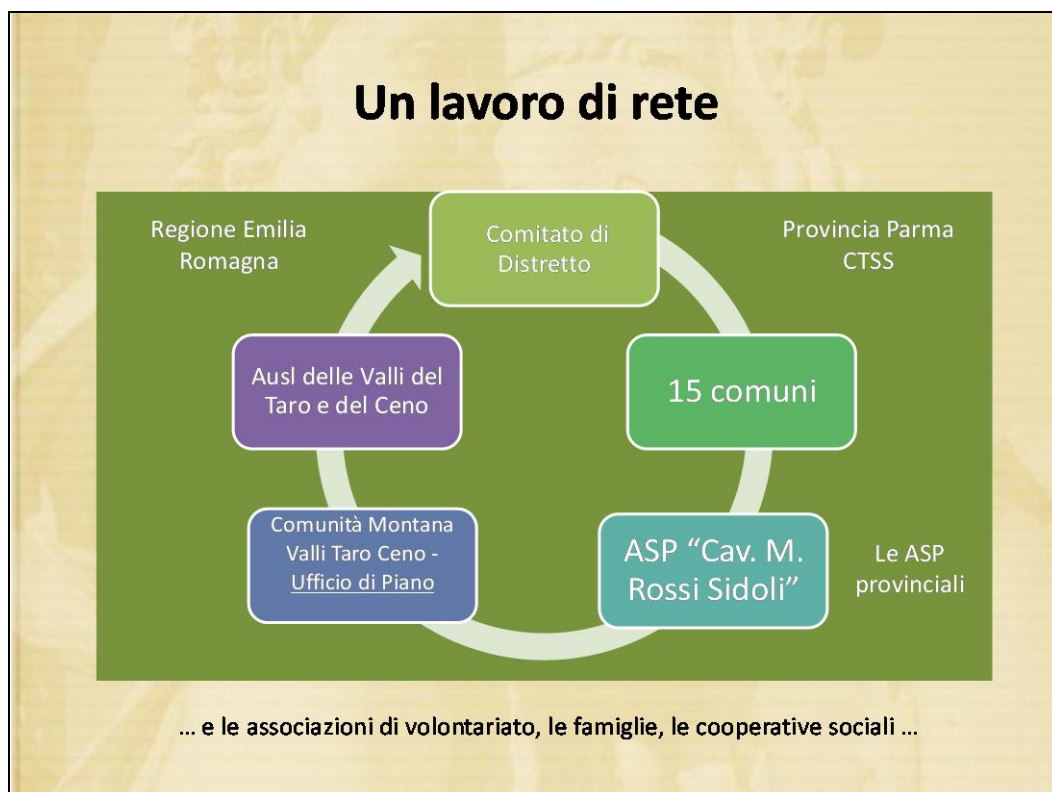 Un lavoro di rete
Regione Emilia
Romagna
Comitato di
Distretto
Provincia Parma
CTSS
Ausl delle Valli del
Taro e del Ceno
15 comuni
Comunità Montana
Valli Taro Ceno -
Ufficio di Piano
ASP “Cav. M.
Rossi Sidoli”
Le ASP
provinciali
... e le associazioni di volontariato, le famiglie, le cooperative sociali ...